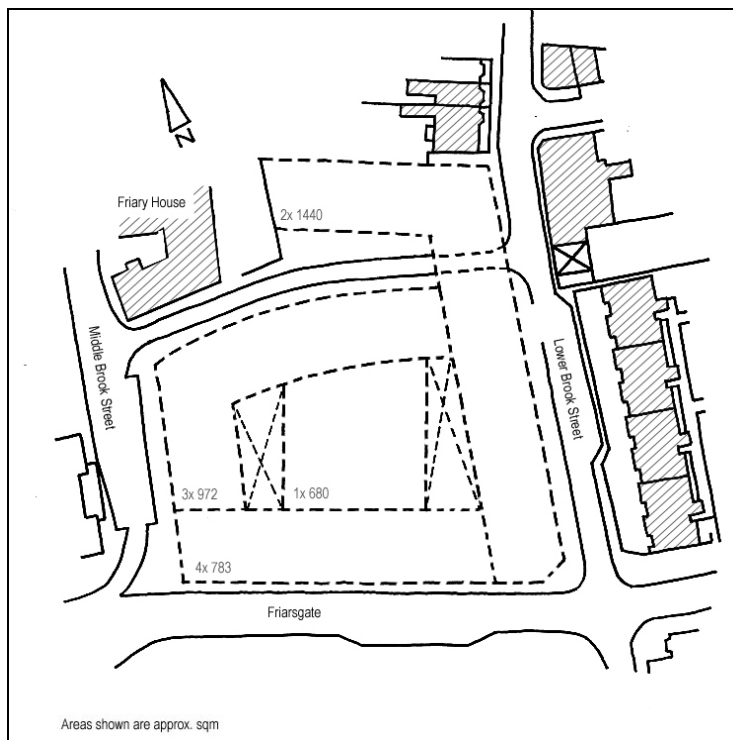 N
Friary House
2x 1440
Middle Brook Street
Lower Brook Street
3x 972
1x 680
4x 783
Friarsgate
Areas shown are approx. sqm